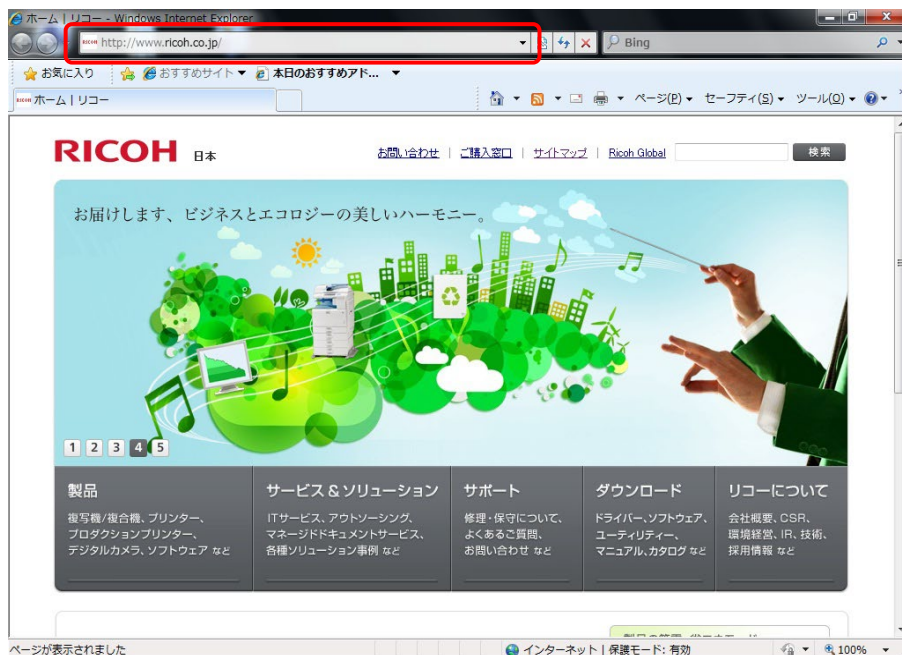 ホーム | リコー - Windows Internet Explorer
RICOH http://www.ricoh.co.jp/
Bing
お気に入り おすすめサイト ▼ 本日のおすすめアド... ▼
RICOH ホーム | リコー
ページ(P) ▼ セーフティ(S) ▼ ツール(O) ▼
RICOH 日本
お問い合わせ | ご購入窓口 | サイトマップ | Ricoh Global 検索
お届けします、ビジネスとエコロジーの美しいハーモニー。
1 2 3 4 5
製品
複写機/複合機、プリンター、
プロダクションプリンター、
デジタルカメラ、ソフトウェア など
サービス & ソリューション
ITサービス、アウトソーシング、
マネージドドキュメントサービス、
各種ソリューション事例 など
サポート
修理・保守について、
よくあるご質問、
お問い合わせ など
ダウンロード
ドライバー、ソフトウェア、
ユーティリティー、
マニュアル、カタログ など
リコーについて
会社概要、CSR、
環境経営、IR、技術、
採用情報 など
ページが表示されました
インターネット | 保護モード: 有効
100%